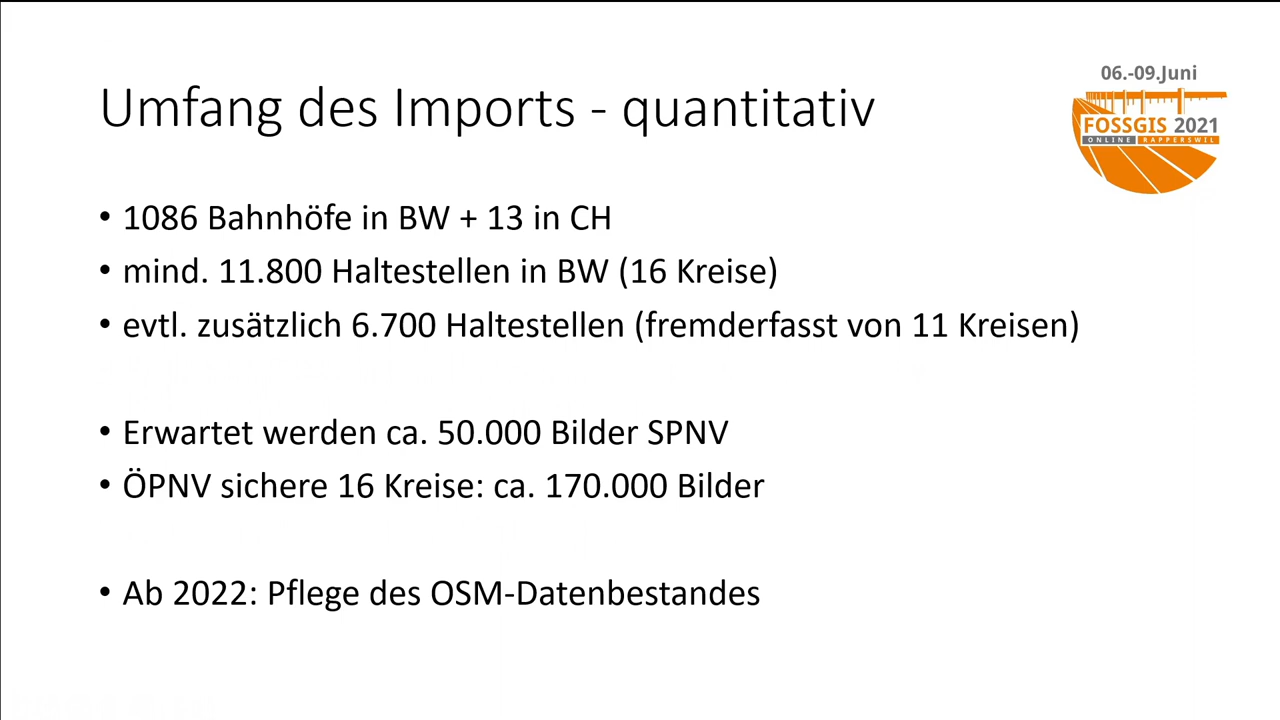 Umfang des Imports - quantitativ
06.-09.Juni
FOSSGIS 2021
ONLINE RAPPERSWIL
• 1086 Bahnhöfe in BW + 13 in CH
• mind. 11.800 Haltestellen in BW (16 Kreise)
• evtl. zusätzlich 6.700 Haltestellen (fremderfasst von 11 Kreisen)
• Erwartet werden ca. 50.000 Bilder SPNV
• ÖPNV sichere 16 Kreise: ca. 170.000 Bilder
• Ab 2022: Pflege des OSM-Datenbestandes